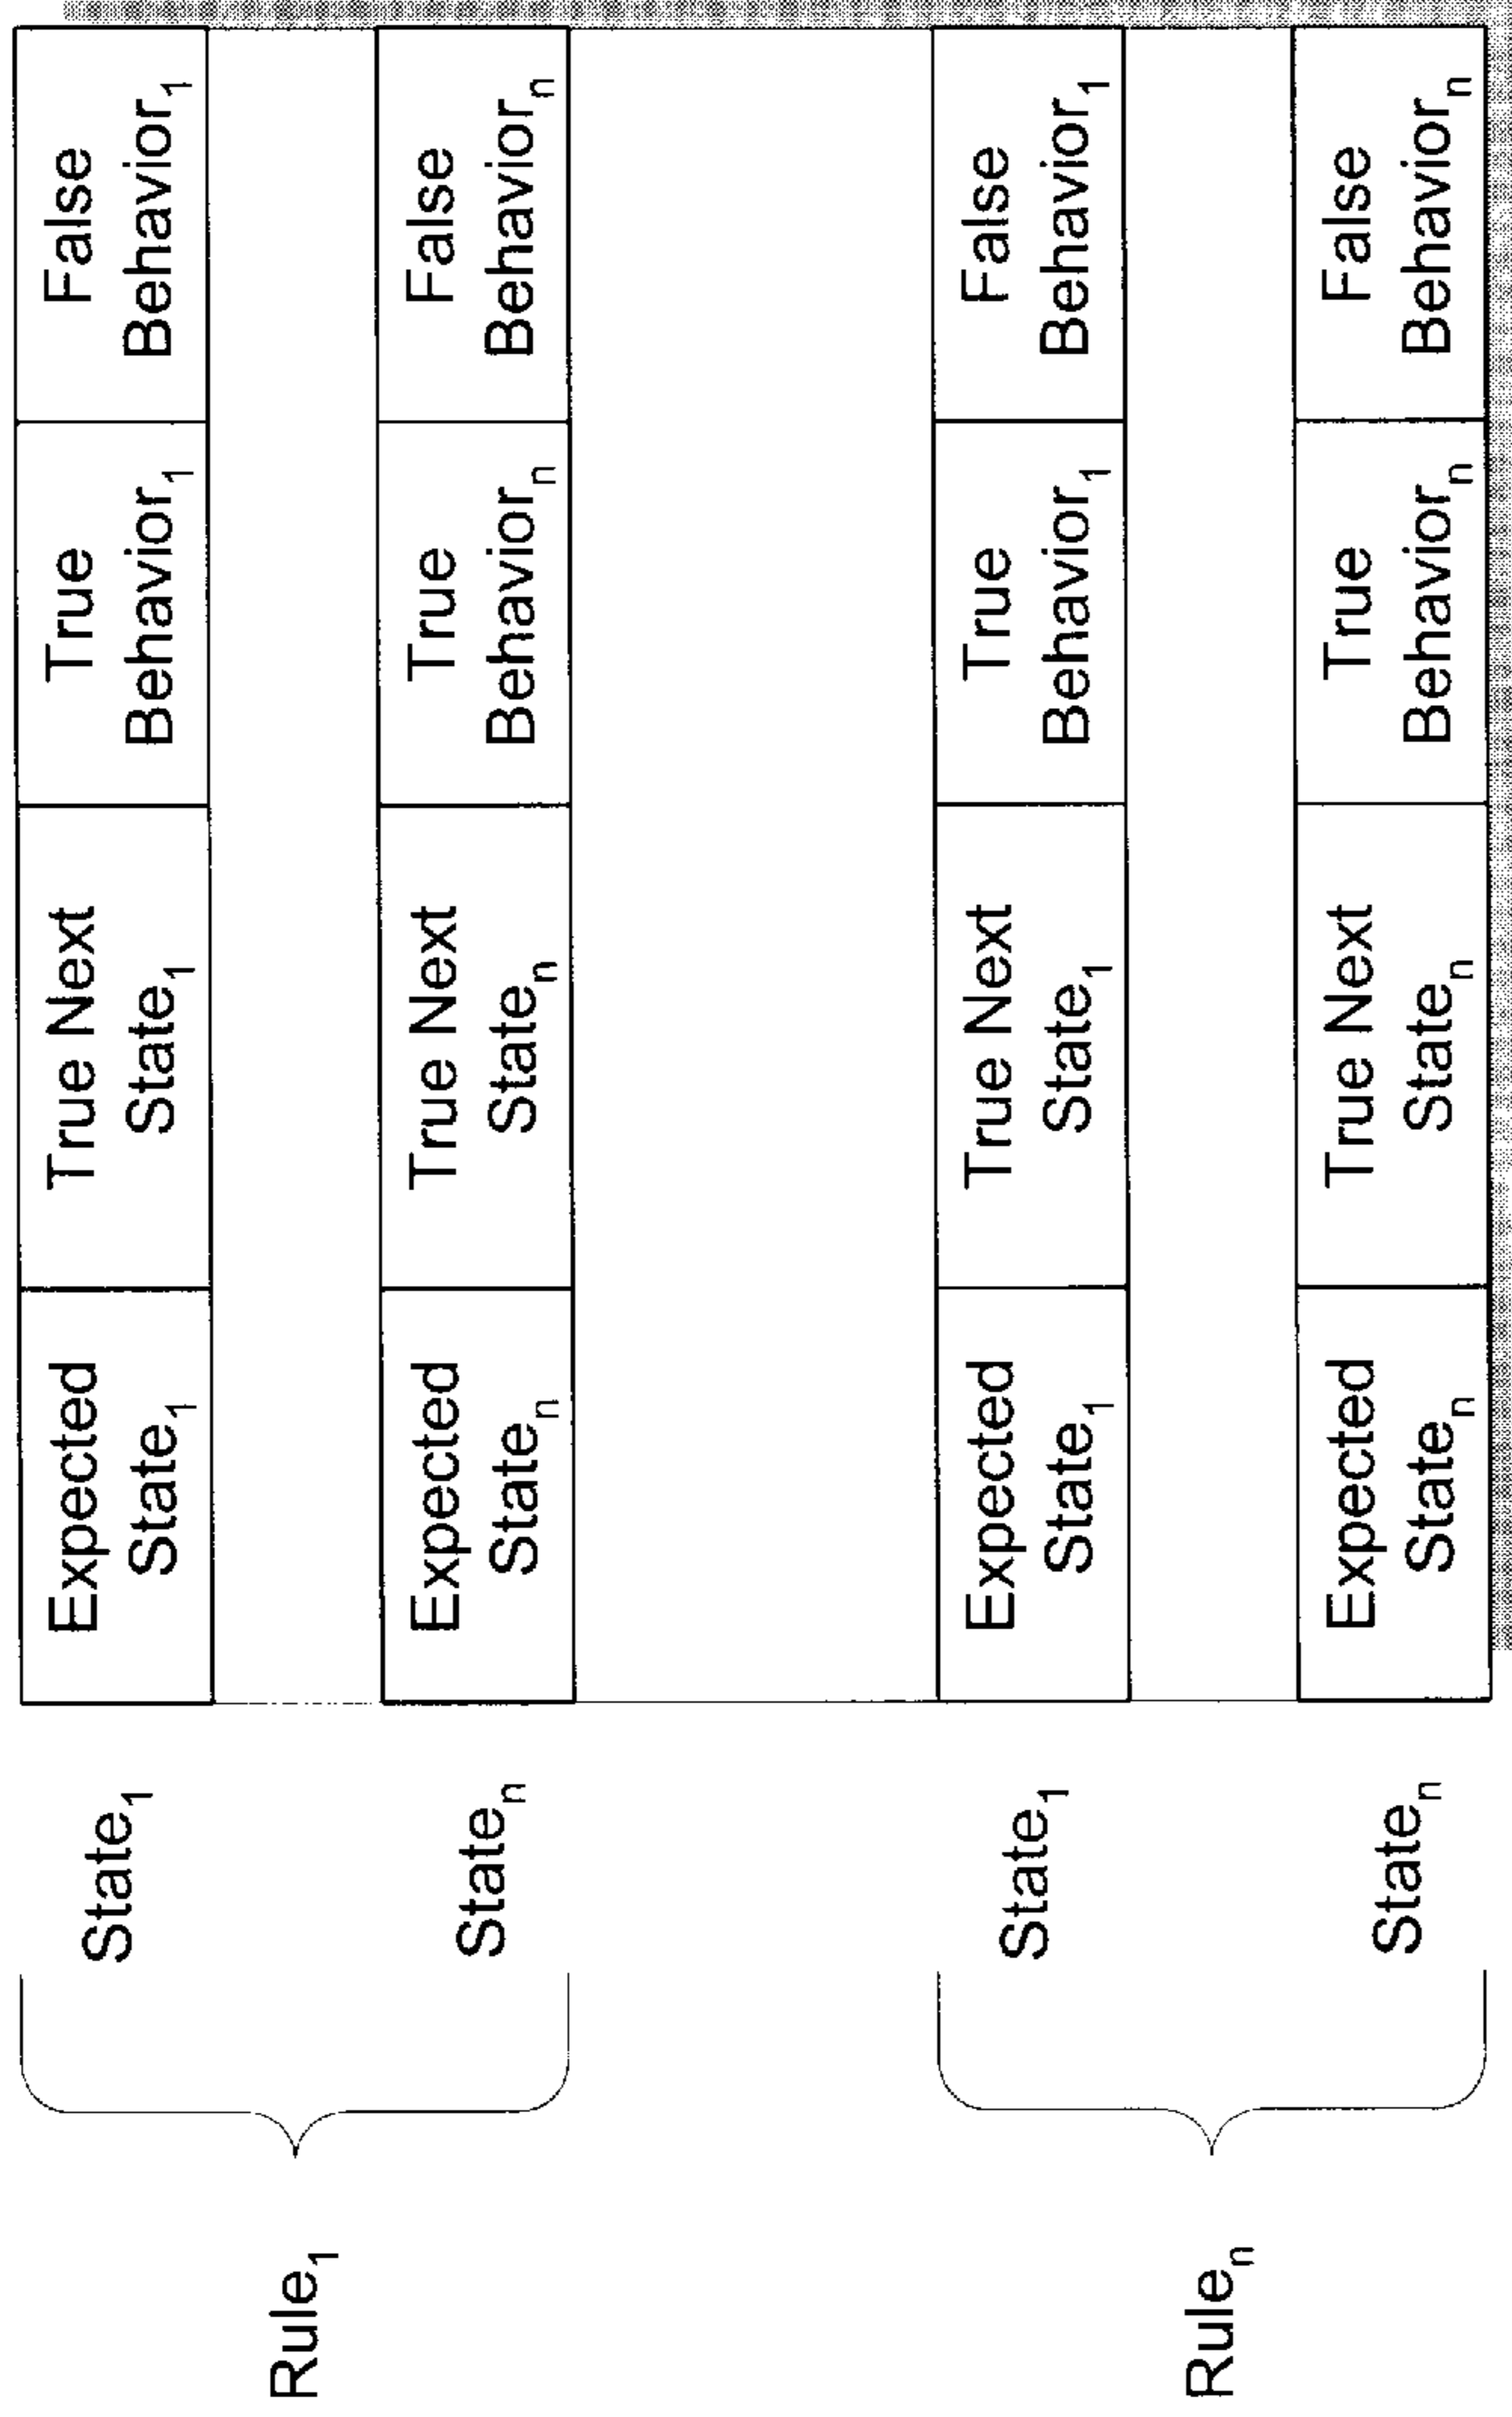 Rule₁
State₁
Expected
State₁
True Next
State₁
True
Behavior₁
False
Behavior₁
Stateₙ
Expected
Stateₙ
True Next
Stateₙ
True
Behaviorₙ
False
Behaviorₙ
Ruleₙ
State₁
Expected
State₁
True Next
State₁
True
Behavior₁
False
Behavior₁
Stateₙ
Expected
Stateₙ
True Next
Stateₙ
True
Behaviorₙ
False
Behaviorₙ